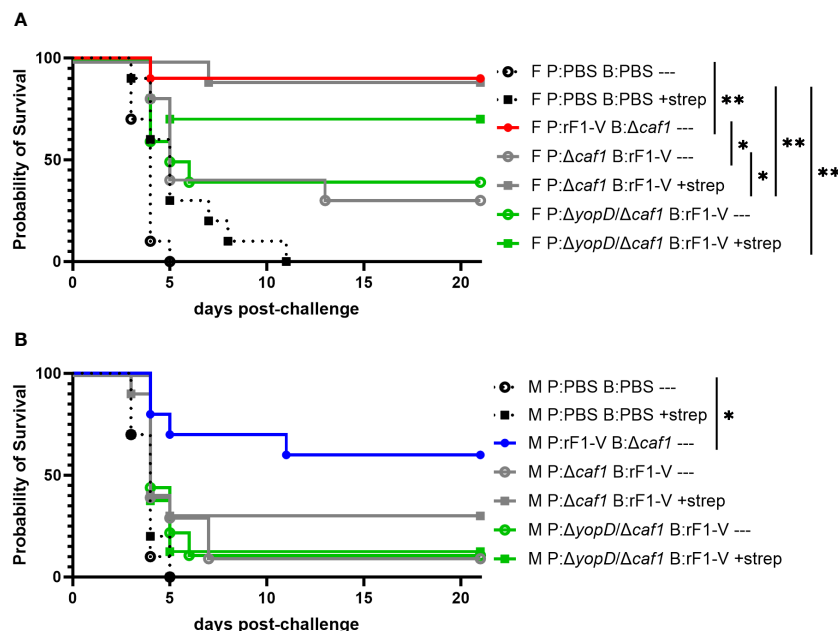 A
Probability of Survival
100
50
0
0 5 10 15 20
days post-challenge
F P:PBS B:PBS ---
F P:PBS B:PBS +strep
F P:rF1-V B:Δcaf1 ---
F P:Δcaf1 B:rF1-V ---
F P:Δcaf1 B:rF1-V +strep
F P:ΔyopD/Δcaf1 B:rF1-V ---
F P:ΔyopD/Δcaf1 B:rF1-V +strep
**
*
*
**
**
B
Probability of Survival
100
50
0
0 5 10 15 20
days post-challenge
M P:PBS B:PBS ---
M P:PBS B:PBS +strep
M P:rF1-V B:Δcaf1 ---
M P:Δcaf1 B:rF1-V ---
M P:Δcaf1 B:rF1-V +strep
M P:ΔyopD/Δcaf1 B:rF1-V ---
M P:ΔyopD/Δcaf1 B:rF1-V +strep
*